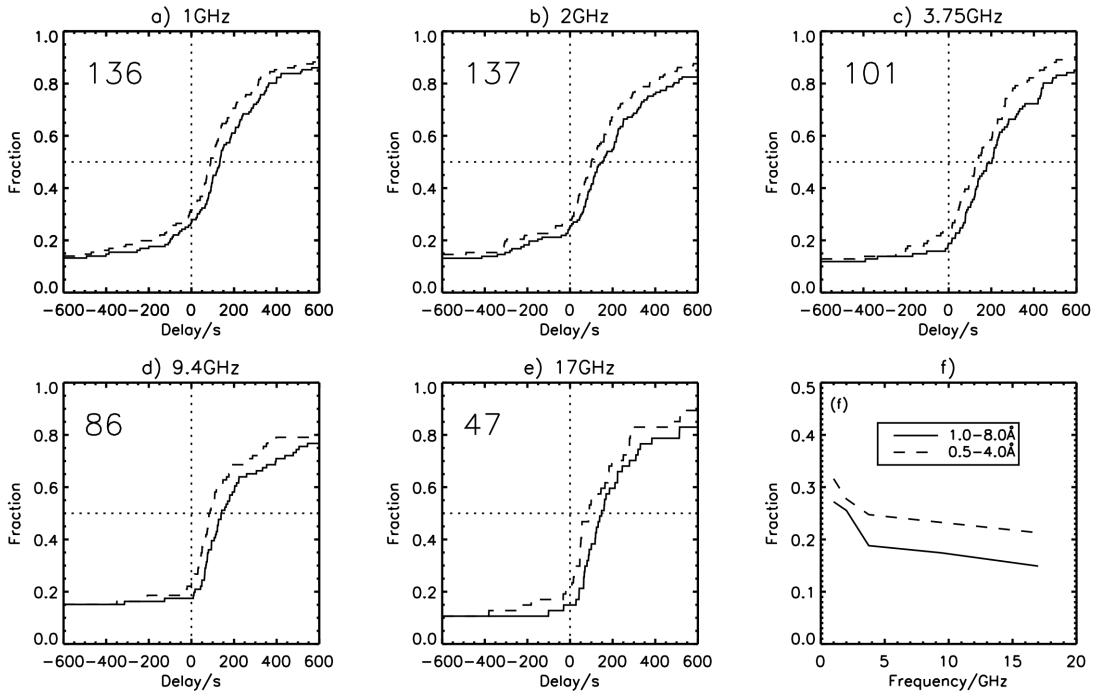 a) 1GHz
b) 2GHz
c) 3.75GHz
1.0
0.8
0.6
0.4
0.2
0.0
Fraction
136
-600-400-200 0 200 400 600
Delay/s
1.0
0.8
0.6
0.4
0.2
0.0
Fraction
137
-600-400-200 0 200 400 600
Delay/s
1.0
0.8
0.6
0.4
0.2
0.0
Fraction
101
-600-400-200 0 200 400 600
Delay/s
d) 9.4GHz
e) 17GHz
f)
1.0
0.8
0.6
0.4
0.2
0.0
Fraction
86
-600-400-200 0 200 400 600
Delay/s
1.0
0.8
0.6
0.4
0.2
0.0
Fraction
47
-600-400-200 0 200 400 600
Delay/s
0.5
0.4
0.3
0.2
0.1
0.0
Fraction
(f)
1.0-8.0Å
0.5-4.0Å
0 5 10 15 20
Frequency/GHz